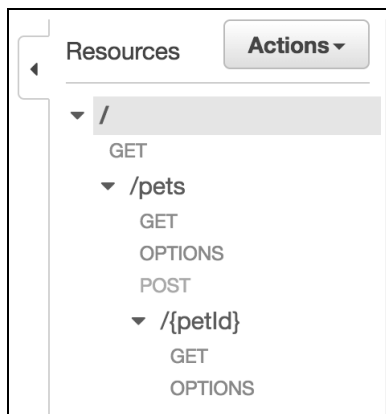 Resources
Actions
/
GET
/pets
GET
OPTIONS
POST
/{petId}
GET
OPTIONS